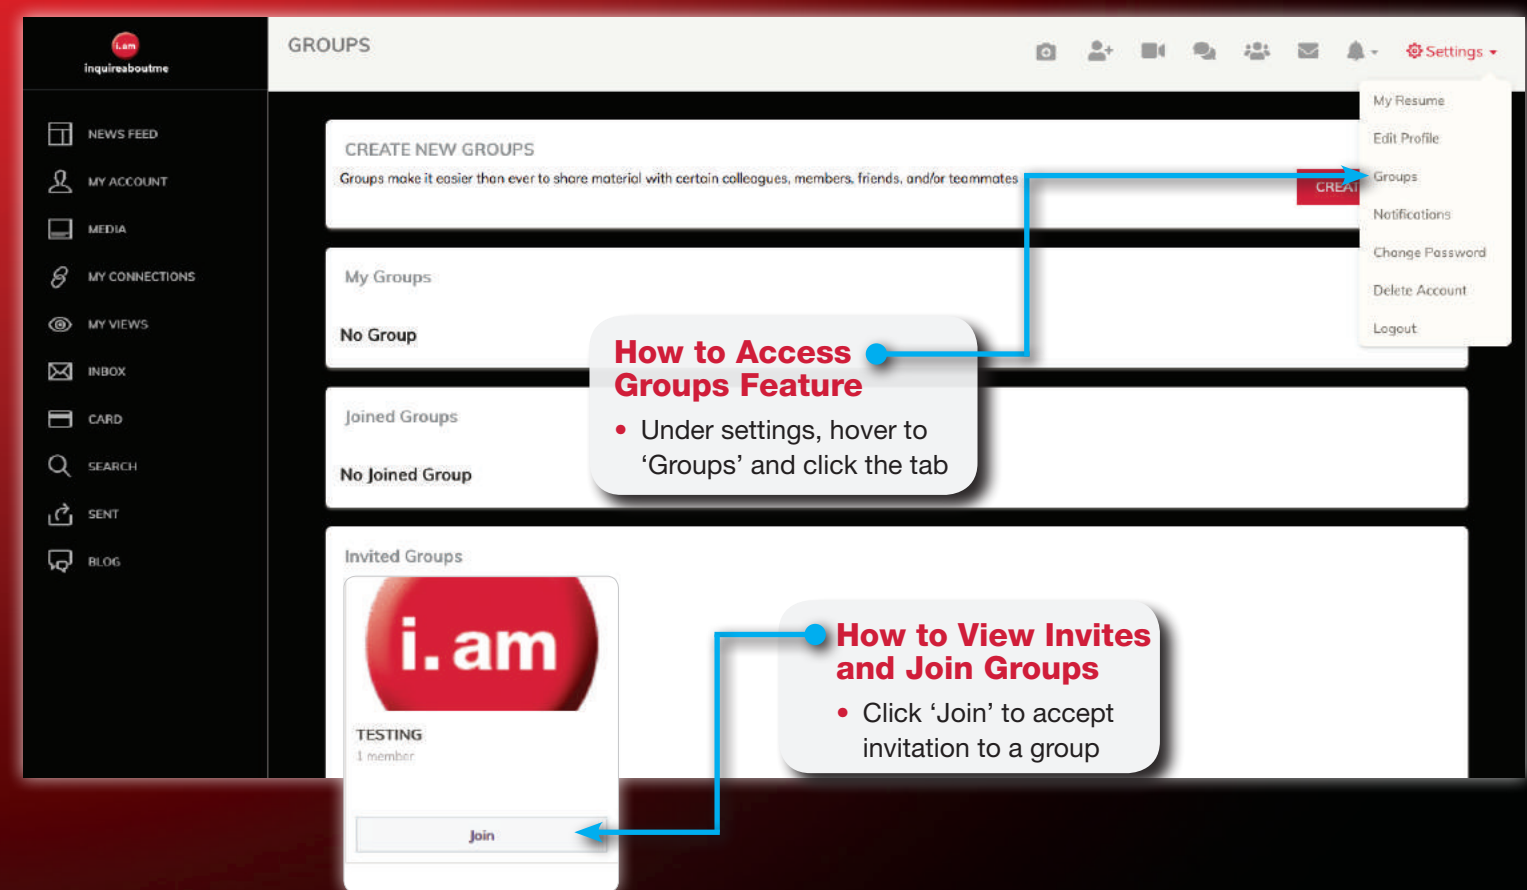 i.am
inquireaboutme
GROUPS
Settings
NEWS FEED
MY ACCOUNT
MEDIA
MY CONNECTIONS
MY VIEWS
INBOX
CARD
SEARCH
SENT
BLOG
My Resume
Edit Profile
Groups
Notifications
Change Password
Delete Account
Logout
CREATE NEW GROUPS
Groups make it easier than ever to share material with certain colleagues, members, friends, and/or teammates
CREAT
My Groups
No Group
How to Access
Groups Feature
• Under settings, hover to
‘Groups’ and click the tab
Joined Groups
No Joined Group
Invited Groups
i.am
TESTING
1 member
Join
How to View Invites
and Join Groups
• Click ‘Join’ to accept
invitation to a group